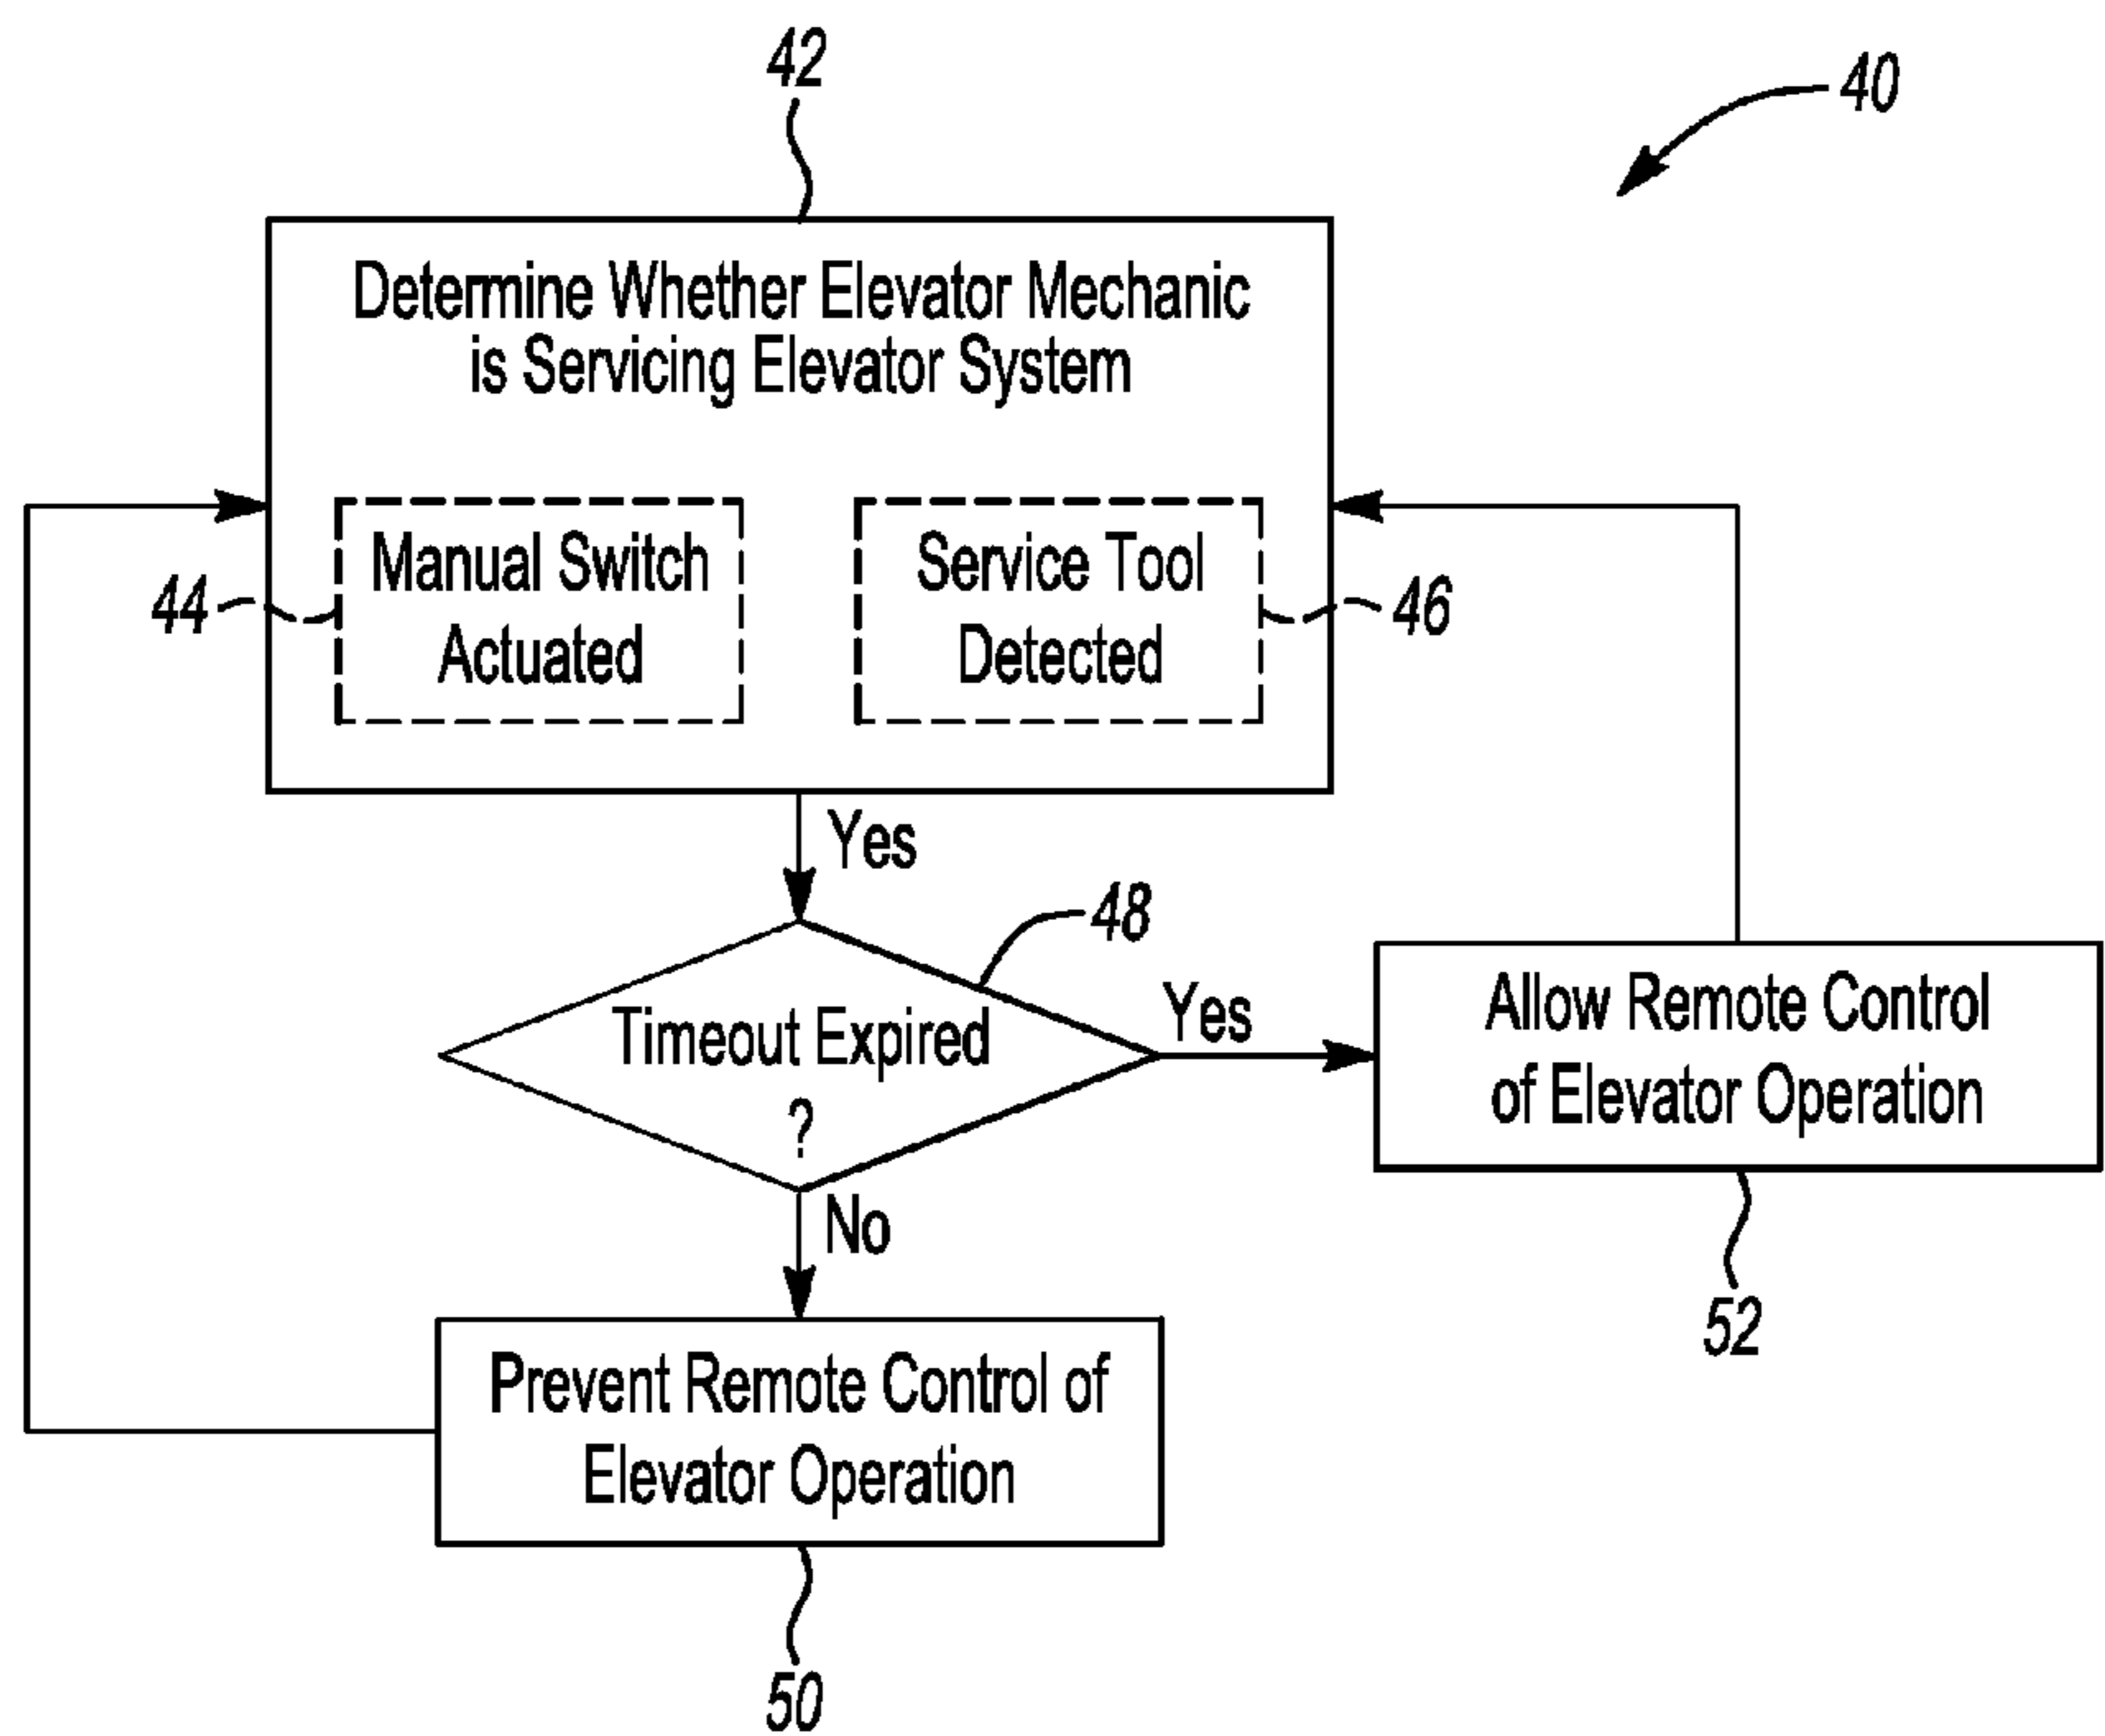 42
40
Determine Whether Elevator Mechanic
is Servicing Elevator System
Manual Switch
Actuated
44
Service Tool
Detected
46
Yes
48
Timeout Expired
?
Yes
Allow Remote Control
of Elevator Operation
52
No
Prevent Remote Control of
Elevator Operation
50